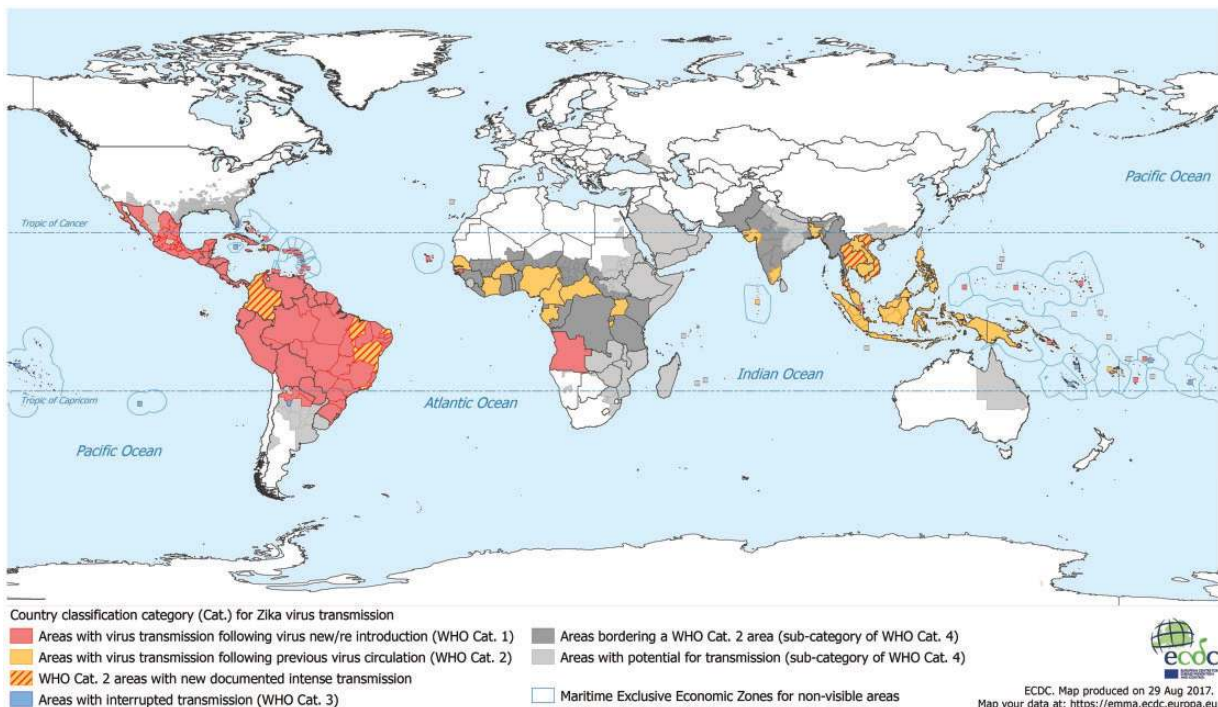 Pacific Ocean
Tropic of Cancer
Indian Ocean
Tropic of Capricorn
Atlantic Ocean
Pacific Ocean
Country classification category (Cat.) for Zika virus transmission
Areas with virus transmission following virus new/re introduction (WHO Cat. 1)
Areas with virus transmission following previous virus circulation (WHO Cat. 2)
WHO Cat. 2 areas with new documented intense transmission
Areas with interrupted transmission (WHO Cat. 3)
Areas bordering a WHO Cat. 2 area (sub-category of WHO Cat. 4)
Areas with potential for transmission (sub-category of WHO Cat. 4)
Maritime Exclusive Economic Zones for non-visible areas
ecdc
ECDC. Map produced on 29 Aug 2017.
Map your data at: https://emma.ecdc.europa.eu